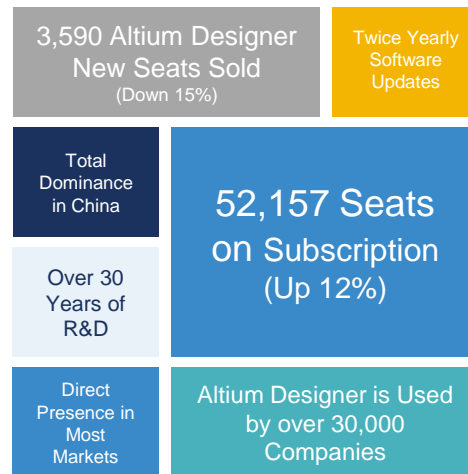 3,590 Altium Designer
New Seats Sold
(Down 15%)
Twice Yearly
Software
Updates
Total
Dominance
in China
52,157 Seats
on Subscription
(Up 12%)
Over 30
Years of
R&D
Direct
Presence in
Most
Markets
Altium Designer is Used
by over 30,000
Companies